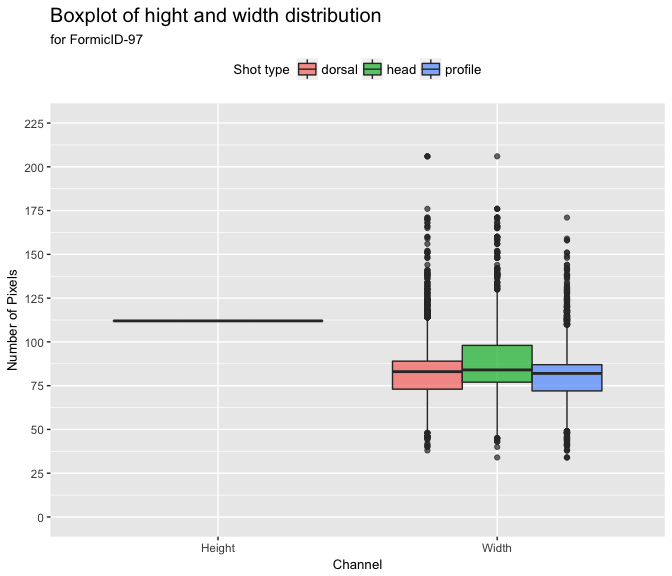 Boxplot of hight and width distribution
for FormicID-97
Shot type dorsal head profile
225
200
175
150
125
100
75
50
25
0
Number of Pixels
Height Width
Channel